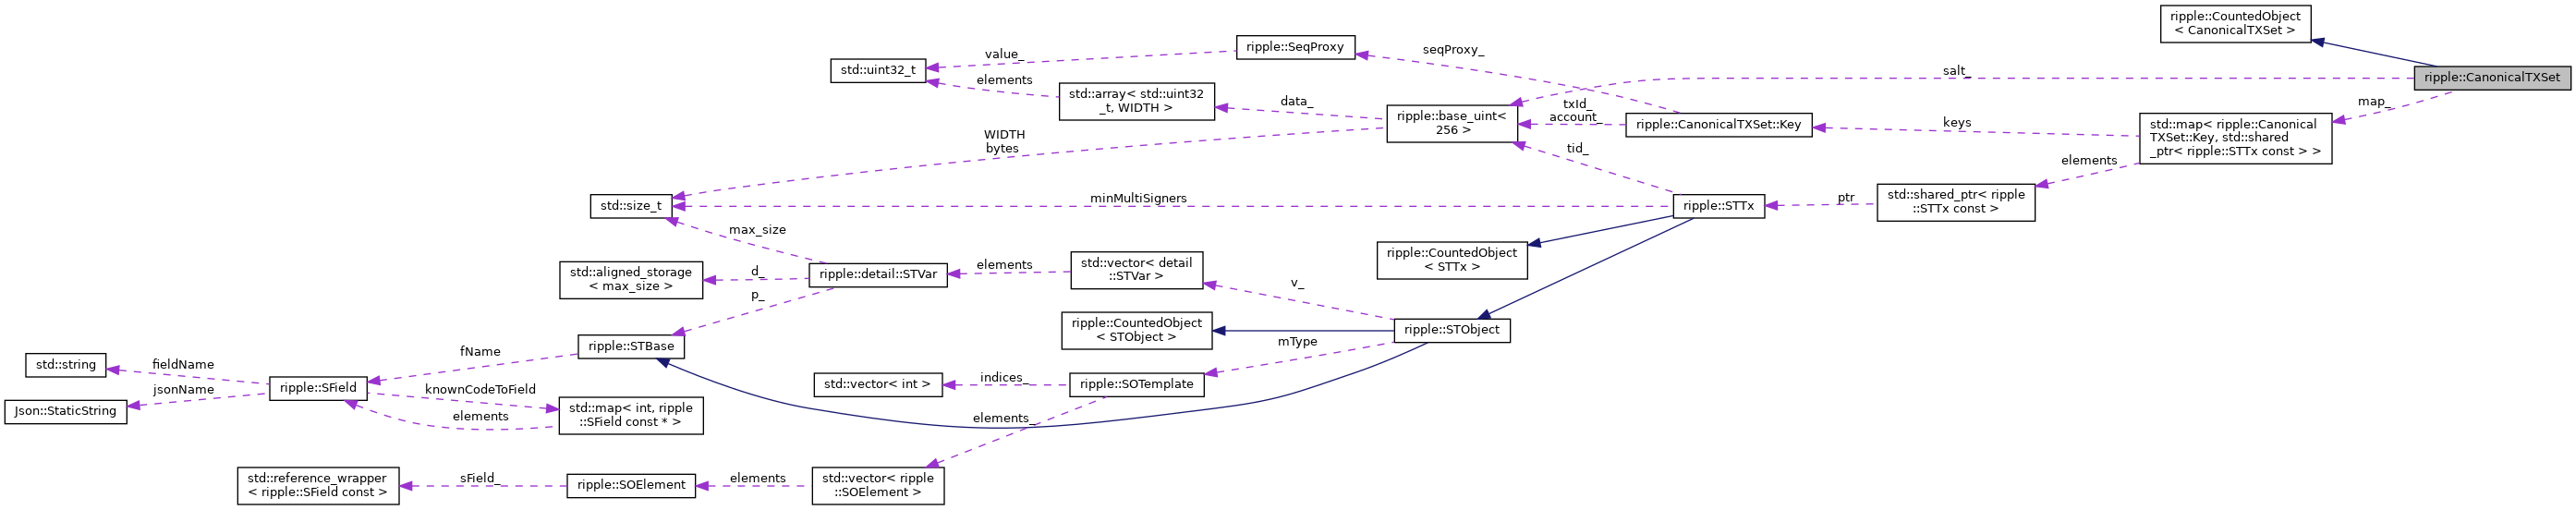 ripple::CountedObject
< CanonicalTXSet >
ripple::SeqProxy
seqProxy_
value_
std::uint32_t
salt_
ripple::CanonicalTXSet
elements
std::array< std::uint32
_t, WIDTH >
data_
ripple::base_uint<
256 >
txId_
account_
ripple::CanonicalTXSet::Key
keys
map_
std::map< ripple::Canonical
TXSet::Key, std::shared
_ptr< ripple::STTx const > >
WIDTH
bytes
tid_
elements
std::size_t
minMultiSigners
ripple::STTx
ptr
std::shared_ptr< ripple
::STTx const >
max_size
std::aligned_storage
< max_size >
d_
ripple::detail::STVar
elements
std::vector< detail
::STVar >
ripple::CountedObject
< STTx >
v_
p_
ripple::CountedObject
< STObject >
ripple::STObject
ripple::STBase
mType
fName
std::string
fieldName
jsonName
Json::StaticString
ripple::SField
knownCodeToField
elements
std::map< int, ripple
::SField const * >
std::vector< int >
indices_
ripple::SOTemplate
elements_
std::reference_wrapper
< ripple::SField const >
sField_
ripple::SOElement
elements
std::vector< ripple
::SOElement >